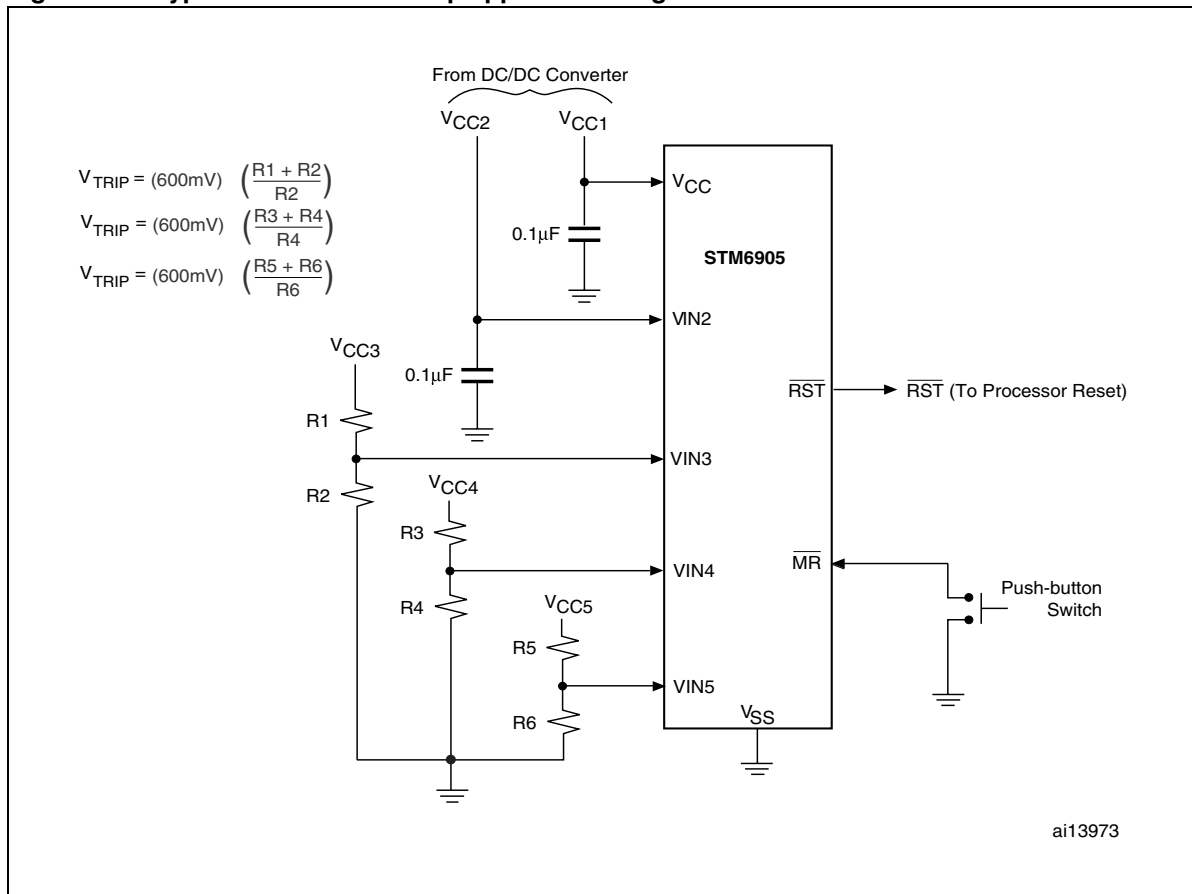 From DC/DC Converter
VCC2
VCC1
VTRIP = (600mV) (R1 + R2 / R2)
VTRIP = (600mV) (R3 + R4 / R4)
VTRIP = (600mV) (R5 + R6 / R6)
VCC
0.1μF
STM6905
VIN2
VCC3
0.1μF
RST
RST (To Processor Reset)
R1
VIN3
R2
VCC4
R3
MR
VIN4
Push-button
Switch
R4
VCC5
R5
VIN5
R6
VSS
ai13973